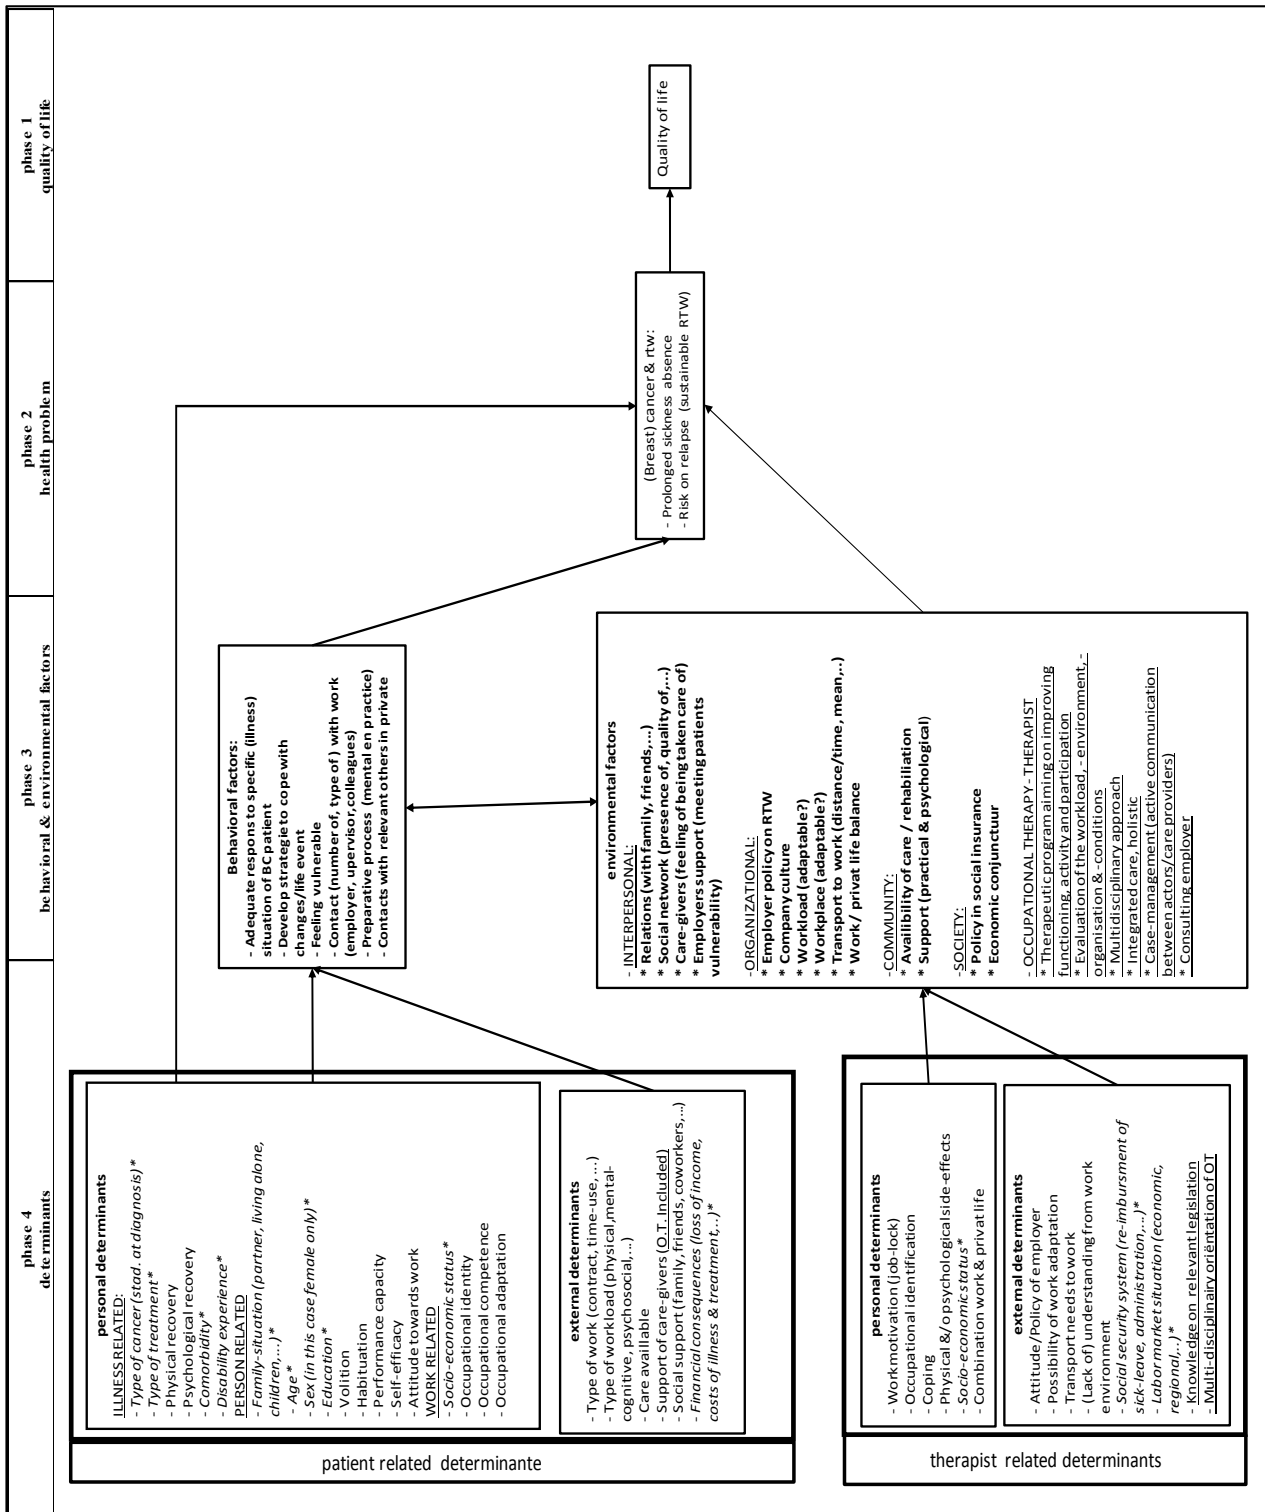 phase 4
determinants
phase 3
behavioral & environmental factors
phase 2
health problem
phase 1
quality of life
patient related determinante
personal determinants
ILLNESS RELATED:
- Type of cancer (stad. at diagnosis)*
- Type of treatment*
- Physical recovery
- Psychological recovery
- Comorbidity*
- Disability experience*
PERSON RELATED
- Family-situation (partner, living alone,
children,...)*
- Age*
- Sex (in this case female only)*
- Education*
- Volition
- Habituation
- Performance capacity
- Self-efficacy
- Attitude towards work
WORK RELATED
- Socio-economic status*
- Occupational identity
- Occupational competence
- Occupational adaptation
external determinants
- Type of work (contract, time-use, ...)
- Type of workload (physical,mental-
cognitive, psychosocial,...)
- Care availlable
- Support of care-givers (O.T. Included)
- Social support (family, friends, coworkers,...)
- Financial consequences (loss of income,
costs of illness & treatment,..)*
therapist related determinants
personal determinants
- Workmotivation (job-lock)
- Occupational identification
- Coping
- Physical &/o psychological side-effects
- Socio-economic status*
- Combination work & privat life
external determinants
- Attitude/Policy of employer
- Possibility of work adaptation
- Transport needs to work
- (Lack of) understanding from work
environment
- Social security system (re-imbursment of
sick-leave, administration,...)*
- Labor market situation (economic,
regional,..)*
- Knowledge on relevant legislation
- Multi-disciplinairy oriëntation of OT
Behavioral factors:
- Adequate respons to specific (illness)
situation of BC patient
- Develop strategie to cope with
changes/life event
- Feeling vulnerable
- Contact (number of, type of ) with work
(employer, upervisor, colleagues)
- Preparative process (mental en practice)
- Contacts with relevant others in private
environmental factors
- INTERPERSONAL:
* Relations (with family, friends,...)
* Social network (presence of, quality of,...)
* Care-givers (feeling of being taken care of)
* Employers support (meeting patients
vulnerability)
-ORGANIZATIONAL:
* Employer policy on RTW
* Company culture
* Workload (adaptable?)
* Workplace (adaptable?)
* Transport to work (distance/time, mean,..)
* Work / privat life balance
-COMMUNITY:
* Availibility of care / rehabiliation
* Support (practical & psychological)
-SOCIETY:
* Policy in social insurance
* Economic conjunctuur
- OCCUPATIONAL THERAPY - THERAPIST
* Therapeutic program aiming on improving
functioning, activity and participation
* Evaluation of the workload, - environment, -
organisation & -conditions
* Multidisciplinary approach
* Integrated care, holistic
* Case-management (active communication
between actors/care providers)
* Consulting employer
(Breast) cancer & rtw:
- Prolonged sickness absence
- Risk on relapse (sustainable RTW)
Quality of life